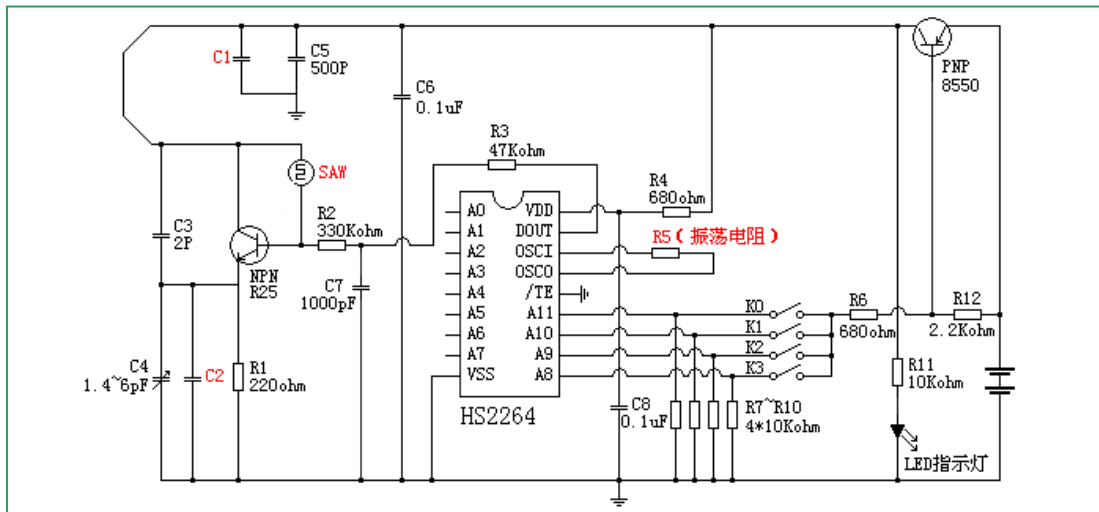 C1
C5
500P
PNP
8550
C6
0.1uF
R3
47Kohm
SAW
R4
680ohm
A0
VDD
R2
330Kohm
A1
DOUT
R5(振荡电阻)
C3
2P
A2
OSCI
A3
OSCO
NPN
R25
C7
1000pF
A4
/TE
K0
R6
680ohm
R12
2.2Kohm
A5
A11
K1
A6
A10
K2
A7
A9
K3
VSS
A8
C4
1.4~6pF
C2
R1
220ohm
R11
10Kohm
HS2264
C8
0.1uF
R7~R10
4*10Kohm
LED指示灯